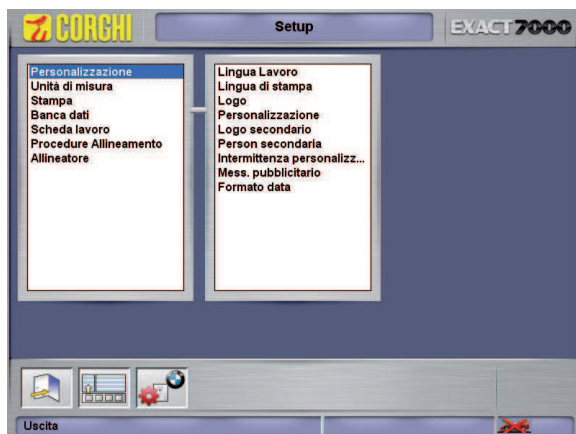 CORGHI
Setup
EXACT 7000
Personalizzazione
Unità di misura
Stampa
Banca dati
Scheda lavoro
Procedure Allineamento
Allineatore
Lingua Lavoro
Lingua di stampa
Logo
Personalizzazione
Logo secondario
Person secondaria
Intermittenza personalizz...
Mess. pubblicitario
Formato data
Uscita